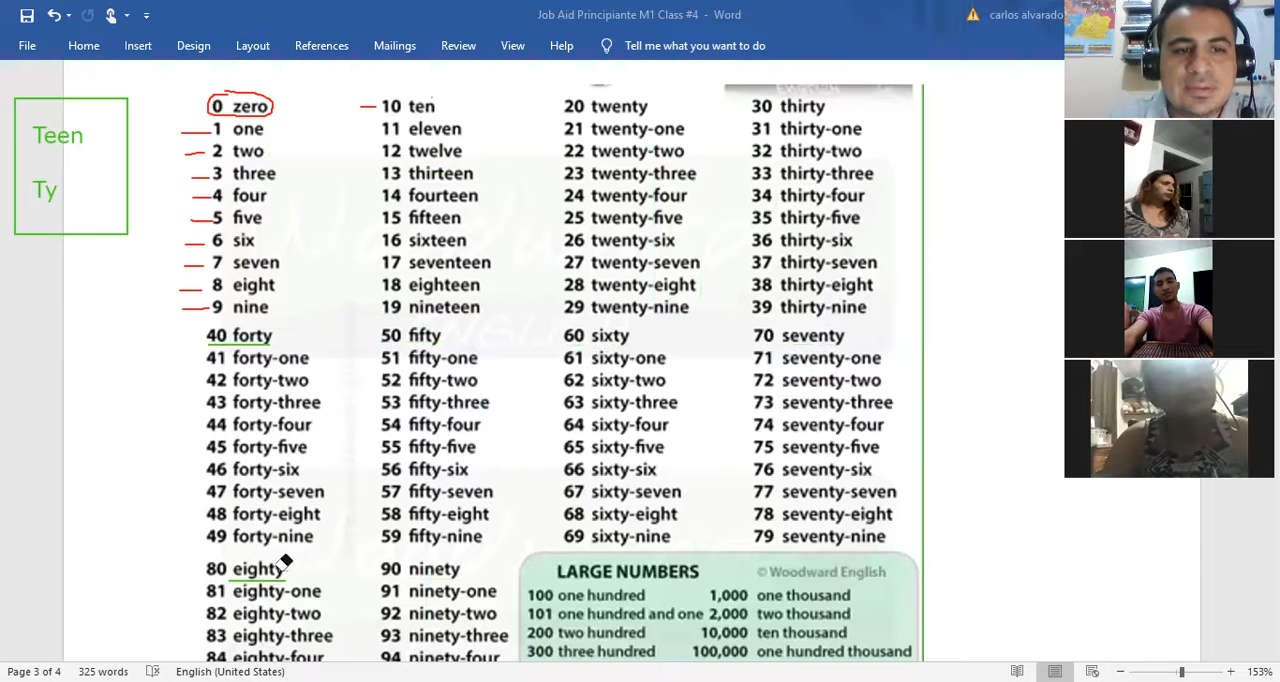 Job Aid Principiante M1 Class #4 - Word
carlos alvarado
File Home Insert Design Layout References Mailings Review View Help Tell me what you want to do
Teen
Ty
0 zero 10 ten 20 twenty 30 thirty
1 one 11 eleven 21 twenty-one 31 thirty-one
2 two 12 twelve 22 twenty-two 32 thirty-two
3 three 13 thirteen 23 twenty-three 33 thirty-three
4 four 14 fourteen 24 twenty-four 34 thirty-four
5 five 15 fifteen 25 twenty-five 35 thirty-five
6 six 16 sixteen 26 twenty-six 36 thirty-six
7 seven 17 seventeen 27 twenty-seven 37 thirty-seven
8 eight 18 eighteen 28 twenty-eight 38 thirty-eight
9 nine 19 nineteen 29 twenty-nine 39 thirty-nine
40 forty 50 fifty 60 sixty 70 seventy
41 forty-one 51 fifty-one 61 sixty-one 71 seventy-one
42 forty-two 52 fifty-two 62 sixty-two 72 seventy-two
43 forty-three 53 fifty-three 63 sixty-three 73 seventy-three
44 forty-four 54 fifty-four 64 sixty-four 74 seventy-four
45 forty-five 55 fifty-five 65 sixty-five 75 seventy-five
46 forty-six 56 fifty-six 66 sixty-six 76 seventy-six
47 forty-seven 57 fifty-seven 67 sixty-seven 77 seventy-seven
48 forty-eight 58 fifty-eight 68 sixty-eight 78 seventy-eight
49 forty-nine 59 fifty-nine 69 sixty-nine 79 seventy-nine
80 eighty 90 ninety LARGE NUMBERS © Woodward English
81 eighty-one 91 ninety-one 100 one hundred 1,000 one thousand
82 eighty-two 92 ninety-two 101 one hundred and one 2,000 two thousand
83 eighty-three 93 ninety-three 200 two hundred 10,000 ten thousand
84 eighty-four 94 ninety-four 300 three hundred 100,000 one hundred thousand
Page 3 of 4 325 words English (United States) 153%